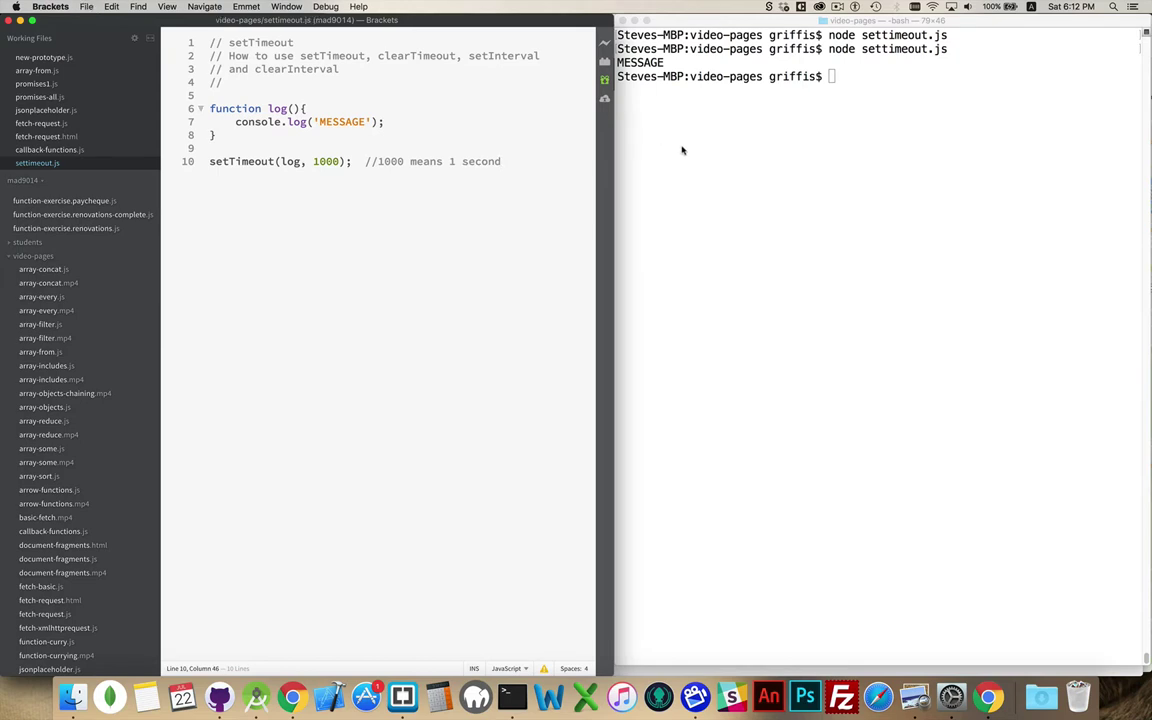 Brackets File Edit View Navigate Emmet Window Debug Help
100% Sat 6:12 PM
video-pages/settimeout.js (mad9014) — Brackets
video-pages — -bash — 79×46
Working Files
new-prototype.js
array-from.js
promises1.js
promises-all.js
jsonplaceholder.js
fetch-request.js
fetch-request.html
callback-functions.js
settimeout.js
mad9014
function-exercise.paycheque.js
function-exercise.renovations-complete.js
function-exercise.renovations.js
students
video-pages
array-concat.js
array-concat.mp4
array-every.js
array-every.mp4
array-filter.js
array-filter.mp4
array-from.js
array-includes.js
array-includes.mp4
array-objects-chaining.mp4
array-objects.js
array-reduce.js
array-reduce.mp4
array-some.js
array-some.mp4
array-sort.js
arrow-functions.js
arrow-functions.mp4
basic-fetch.mp4
callback-functions.js
document-fragments.html
document-fragments.js
document-fragments.mp4
fetch-basic.js
fetch-request.html
fetch-request.js
fetch-xmlhttprequest.js
function-curry.js
function-currying.mp4
jsonplaceholder.js
1 // setTimeout
2 // How to use setTimeout, clearTimeout, setInterval
3 // and clearInterval
4 //
5
6 function log(){
7 console.log('MESSAGE');
8 }
9
10 setTimeout(log, 1000); //1000 means 1 second
Line 10, Column 46 — 10 Lines
INS JavaScript Spaces: 4
Steves-MBP:video-pages griffis$ node settimeout.js
Steves-MBP:video-pages griffis$ node settimeout.js
MESSAGE
Steves-MBP:video-pages griffis$
JUL
22
1
An
Ps
Fz